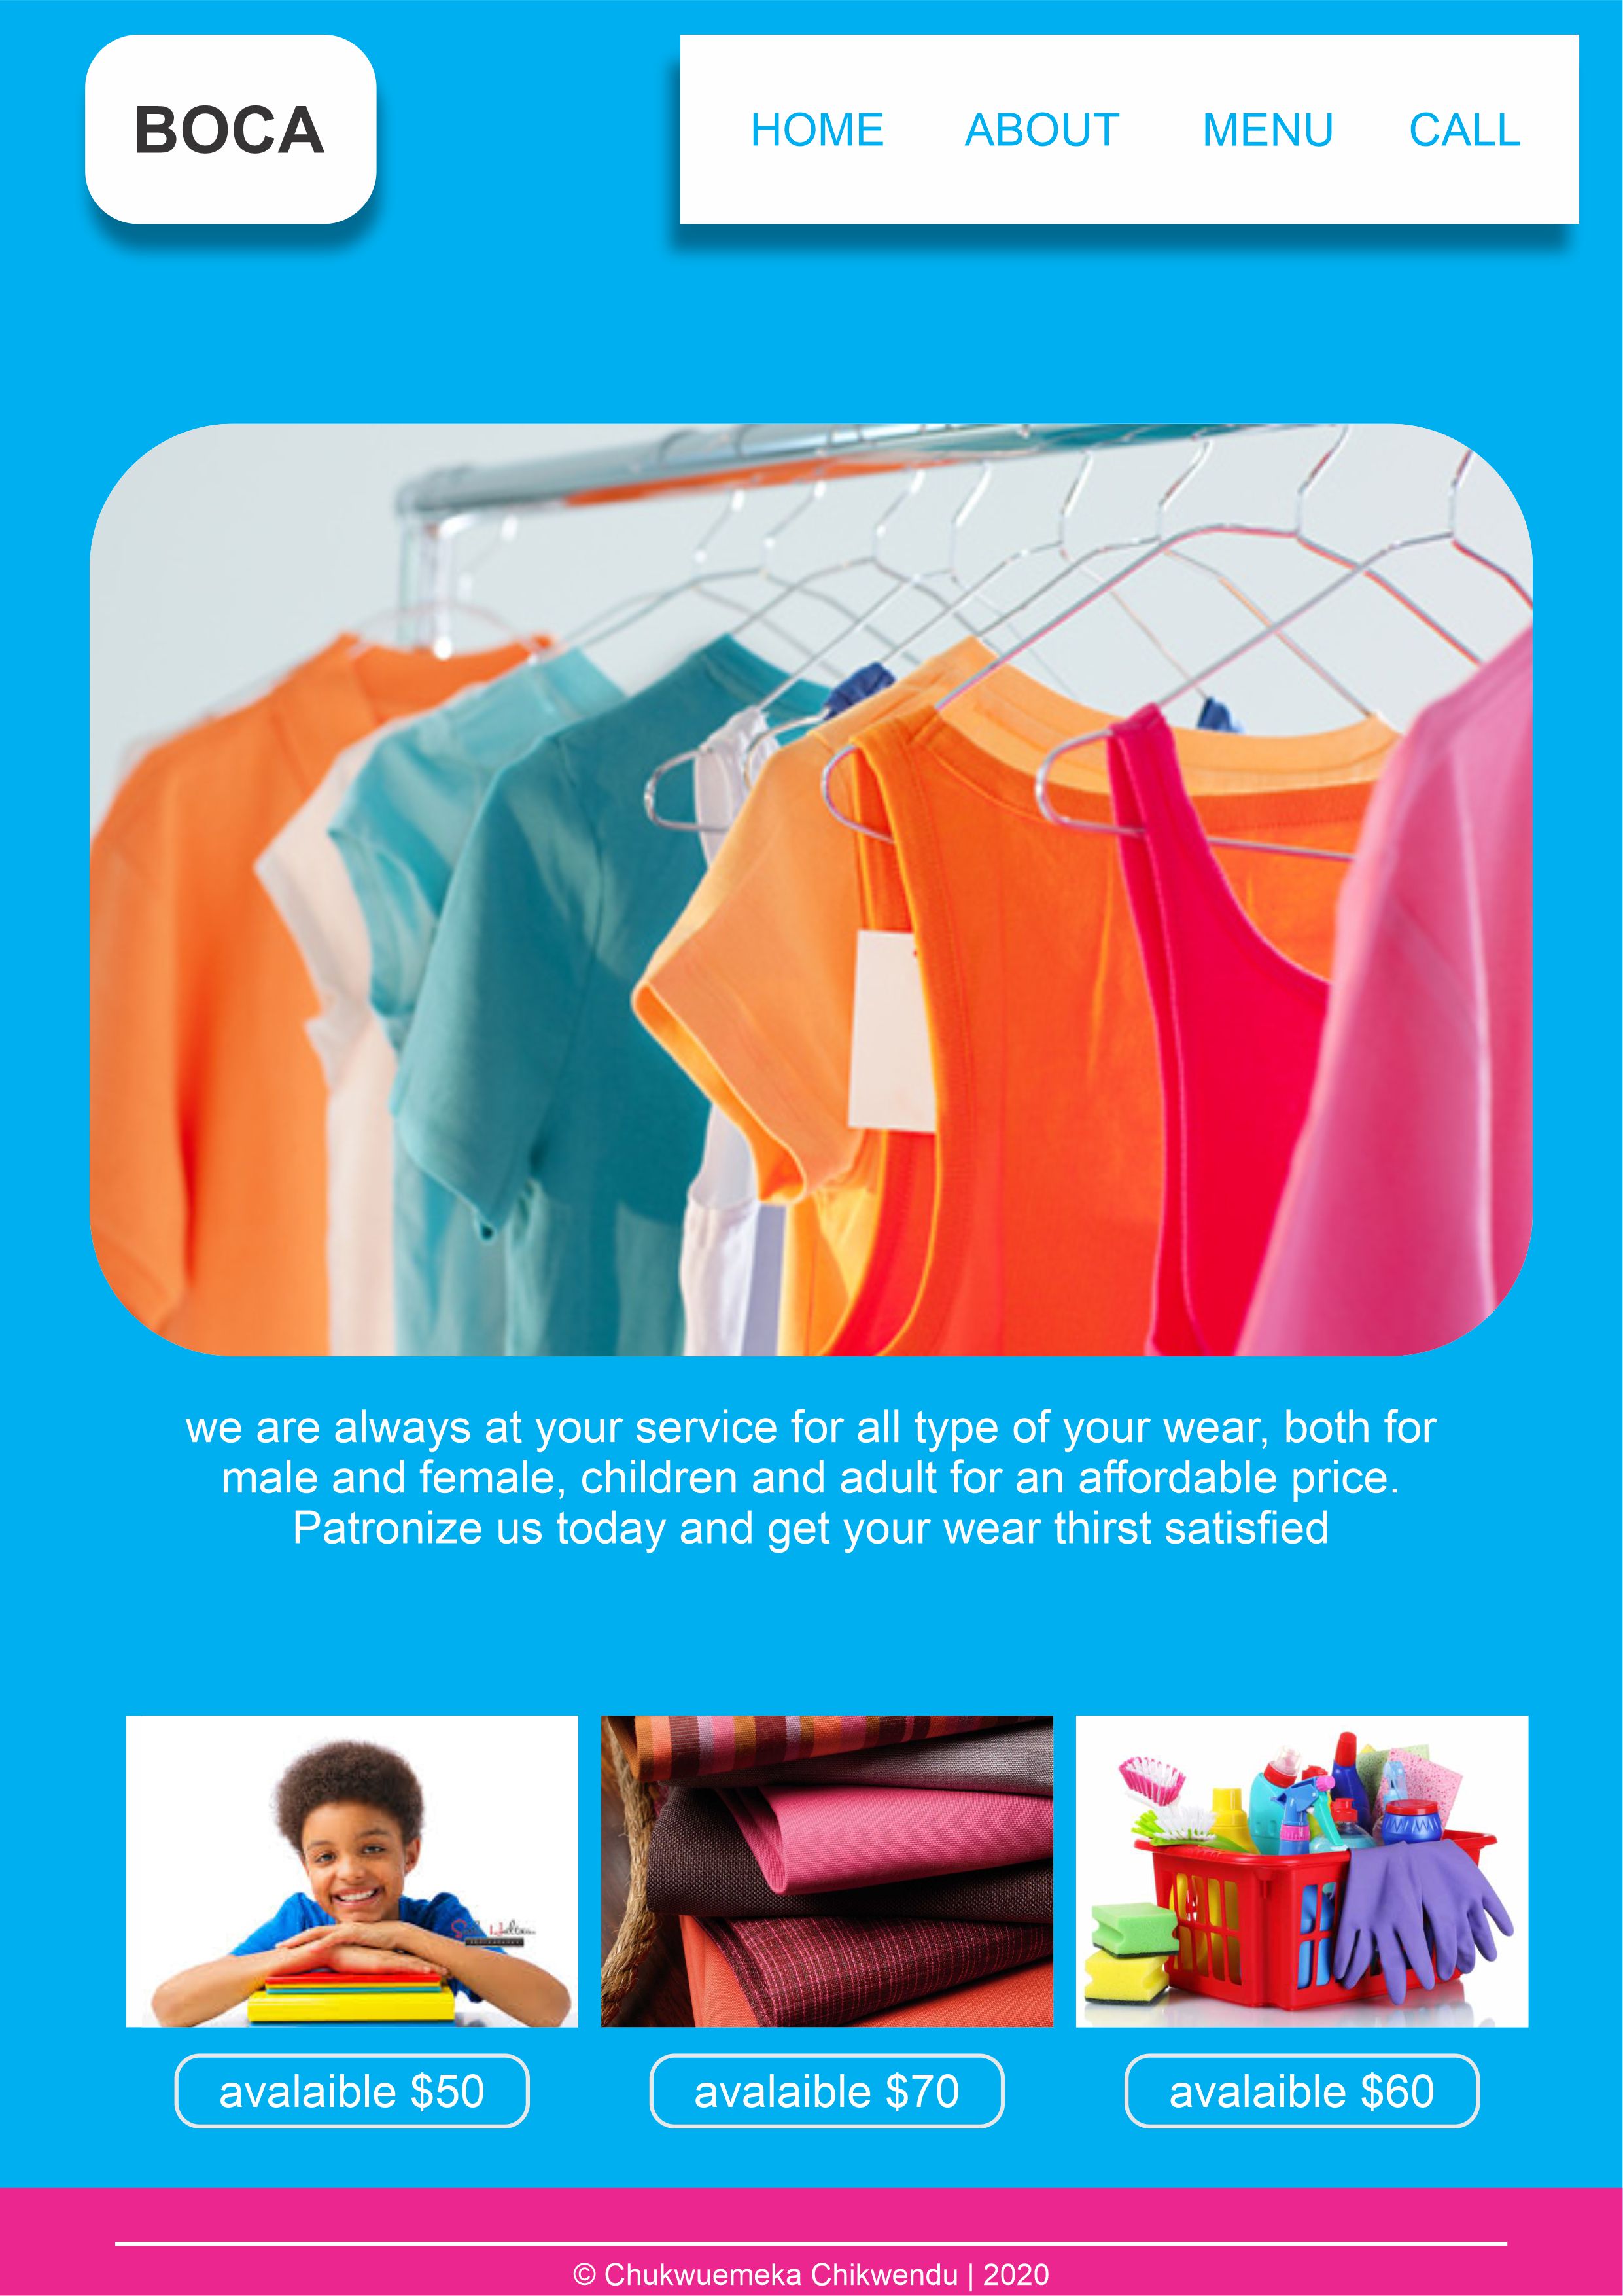 BOCA
HOME ABOUT MENU CALL
we are always at your service for all type of your wear, both for
male and female, children and adult for an affordable price.
Patronize us today and get your wear thirst satisfied
avalaible $50
avalaible $70
avalaible $60
© Chukwuemeka Chikwendu | 2020